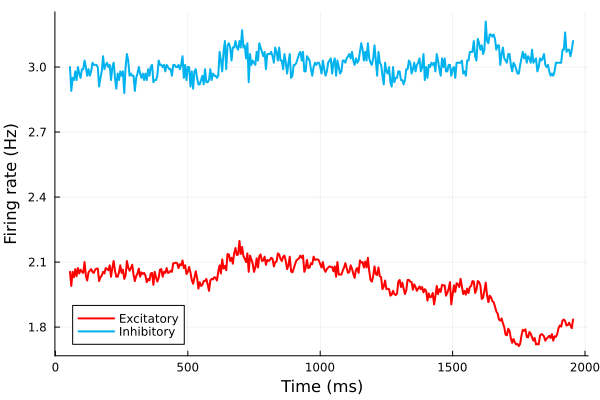 Firing rate (Hz)
3.0
2.7
2.4
2.1
1.8
Excitatory
Inhibitory
0
500
1000
1500
2000
Time (ms)